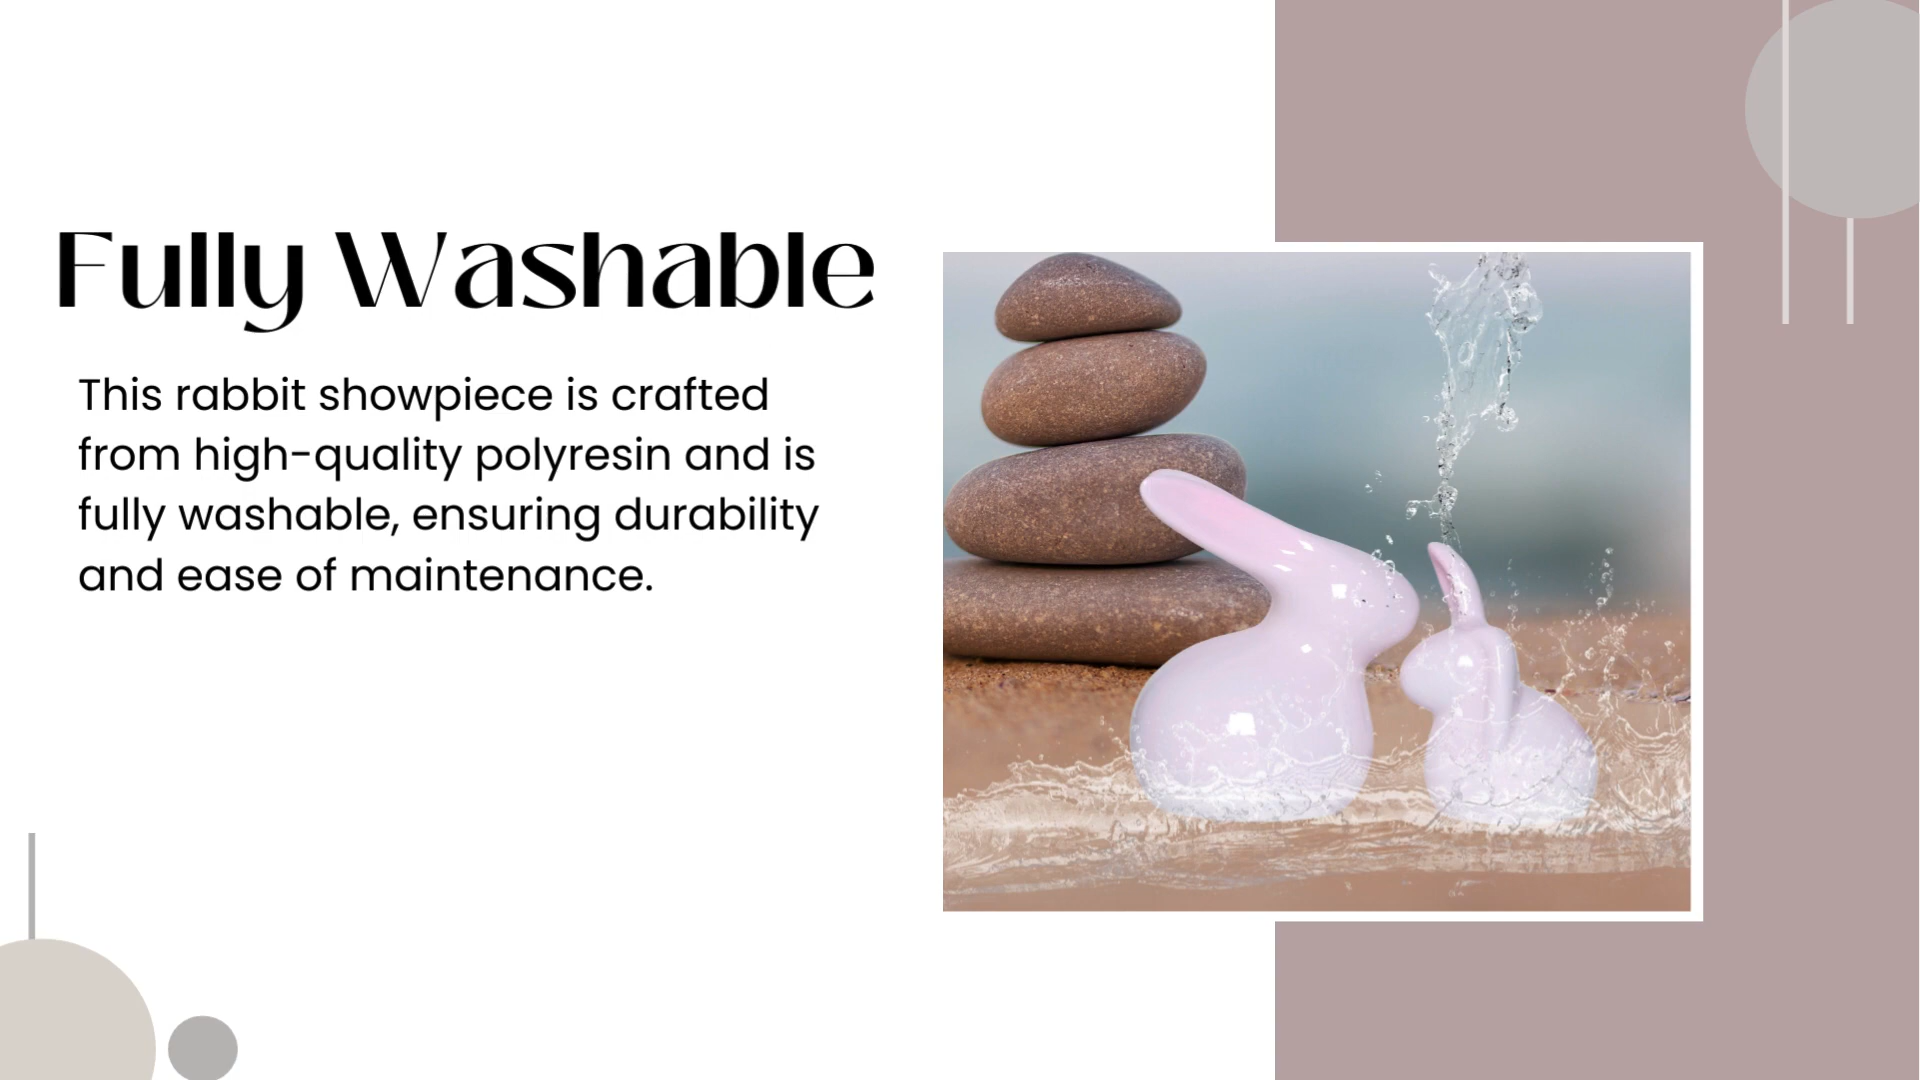 Fully Washable
This rabbit showpiece is crafted
from high-quality polyresin and is
fully washable, ensuring durability
and ease of maintenance.